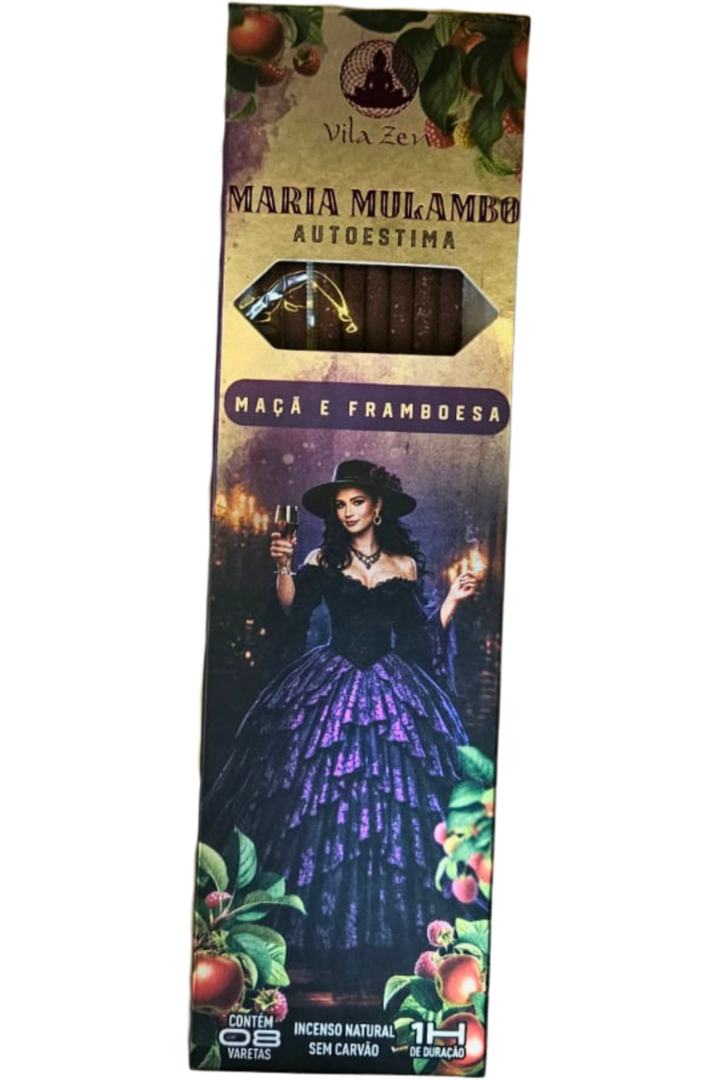 Vila Zen
MARIA MULAMBO
AUTOESTIMA
MAÇÃ E FRAMBOESA
CONTÉM
08
VARETAS
INCENSO NATURAL
SEM CARVÃO
1H
DE DURAÇÃO